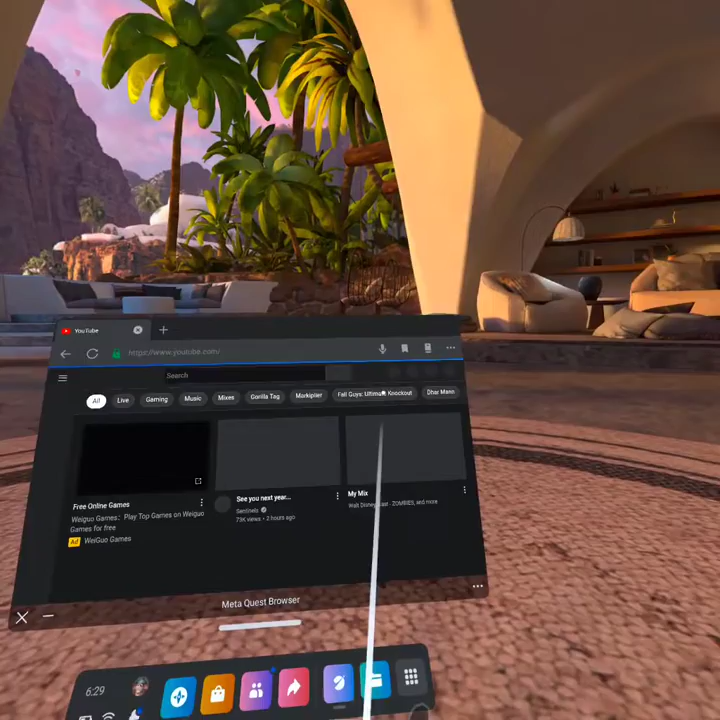 YouTube
https://www.youtube.com/
Search
All Live Gaming Music Mixes Gorilla Tag Markiplier Fall Guys: Ultimate Knockout Dhar Mann
Free Online Games
Weiguo Games: Play Top Games on Weiguo
Games for free
Ad WeiGuo Games
See you next year...
Sentinels
73K views • 2 hours ago
My Mix
Walt Disney ZOMBIES, and more
Meta Quest Browser
6:29